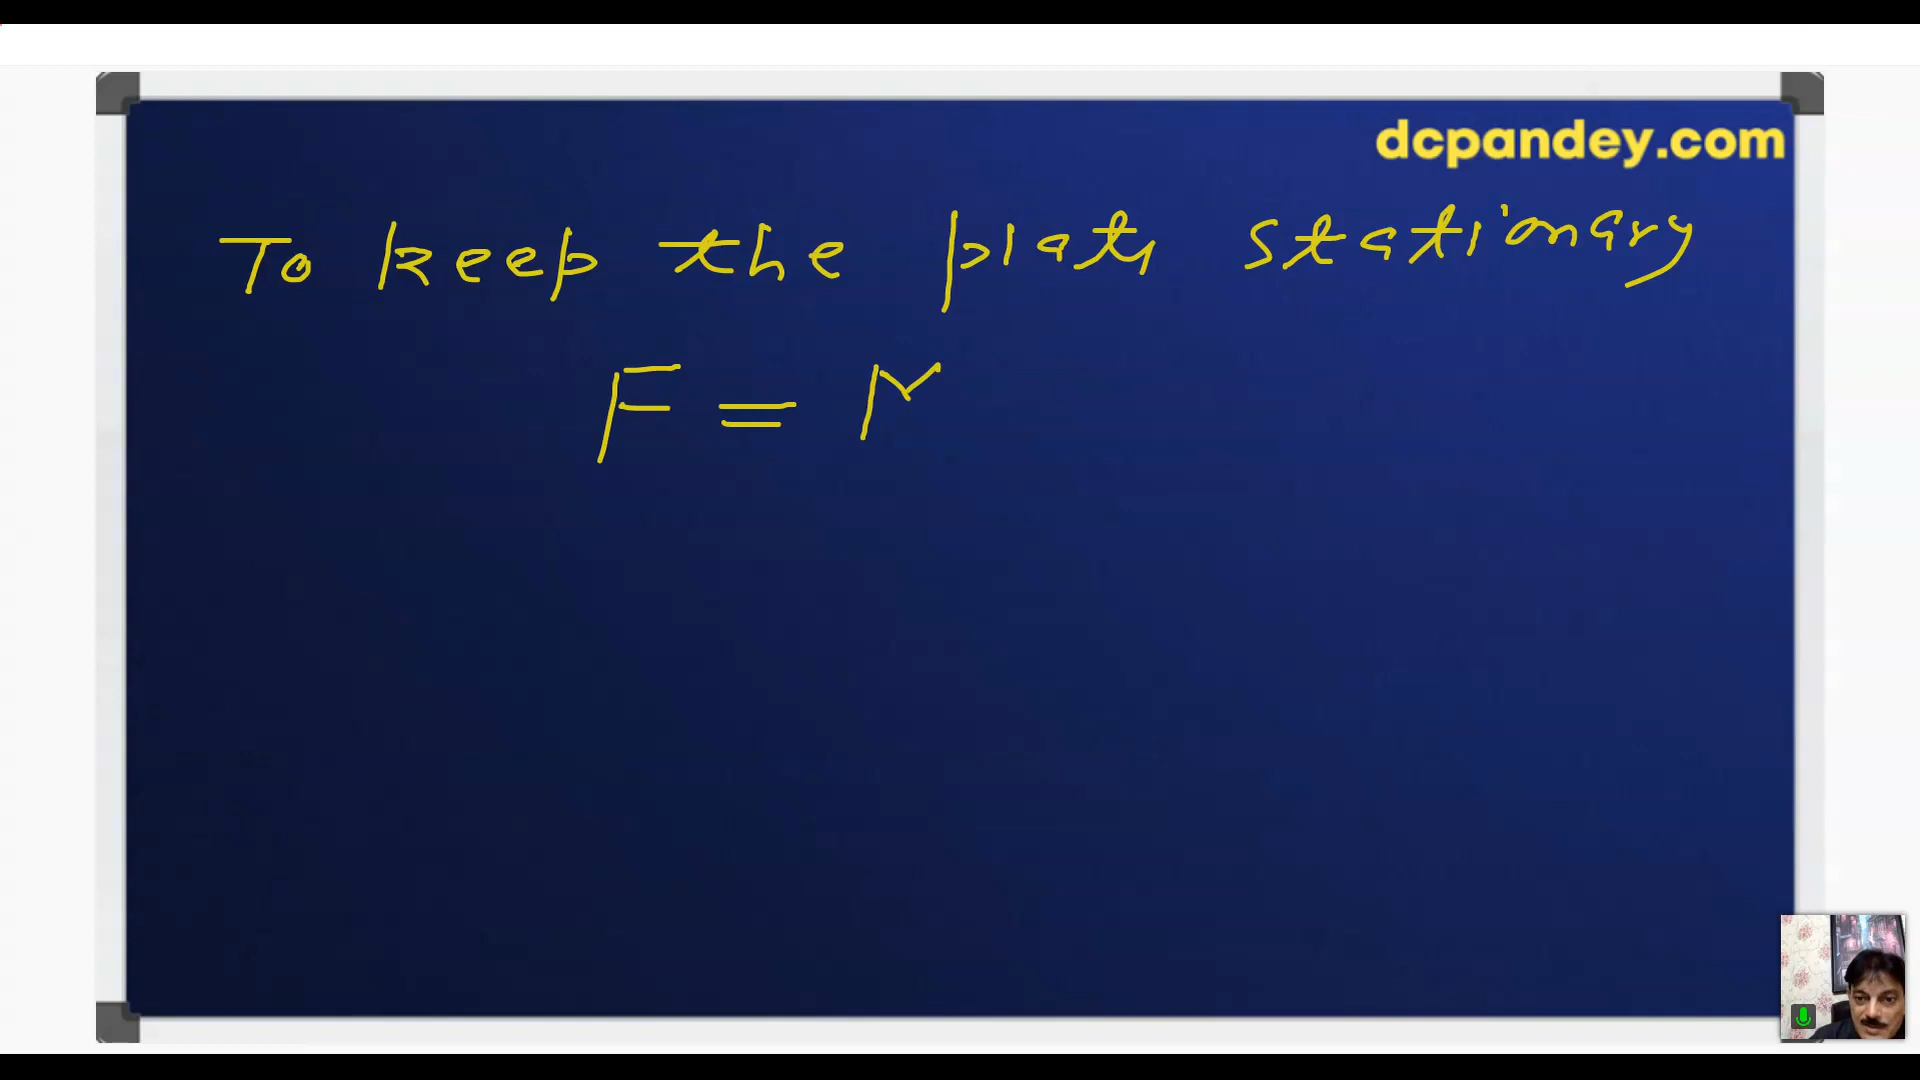 dcpandey.com
To keep the plate stationary
F =